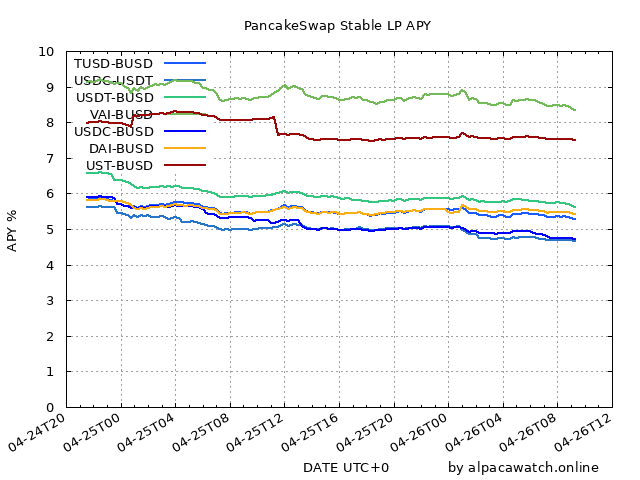 PancakeSwap Stable LP APY
10
9
8
7
6
5
4
3
2
1
0
APY %
TUSD-BUSD
USDC-USDT
USDT-BUSD
VAI-BUSD
USDC-BUSD
DAI-BUSD
UST-BUSD
04-24T20
04-25T00
04-25T04
04-25T08
04-25T12
04-25T16
04-25T20
04-26T00
04-26T04
04-26T08
04-26T12
DATE UTC+0
by alpacawatch.online